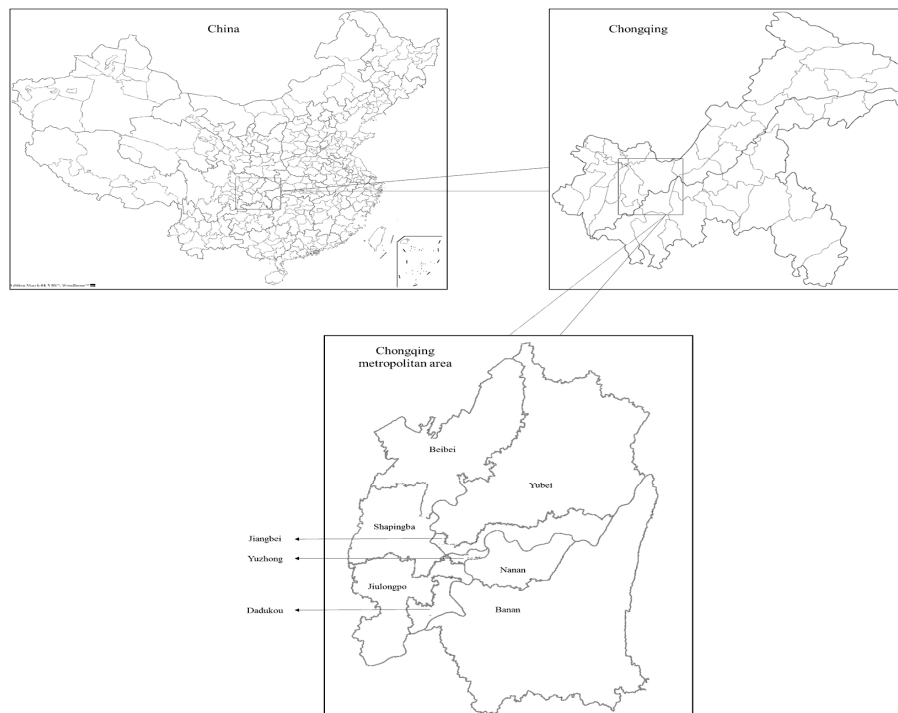 China
Chongqing
Chongqing
metropolitan area
Beibei
Yubei
Shapingba
Jiangbei
Yuzhong
Nanan
Jiulongpo
Dadukou
Banan